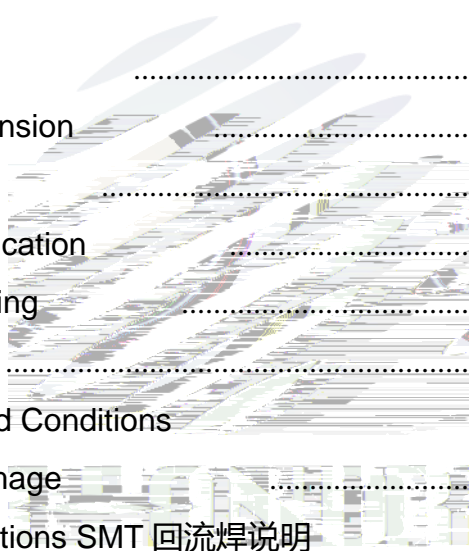 ........................................
nsion ........................................
........................................
cation ........................................
ing ........................................
........................................
d Conditions
nage ........................................
tions SMT 回流焊说明